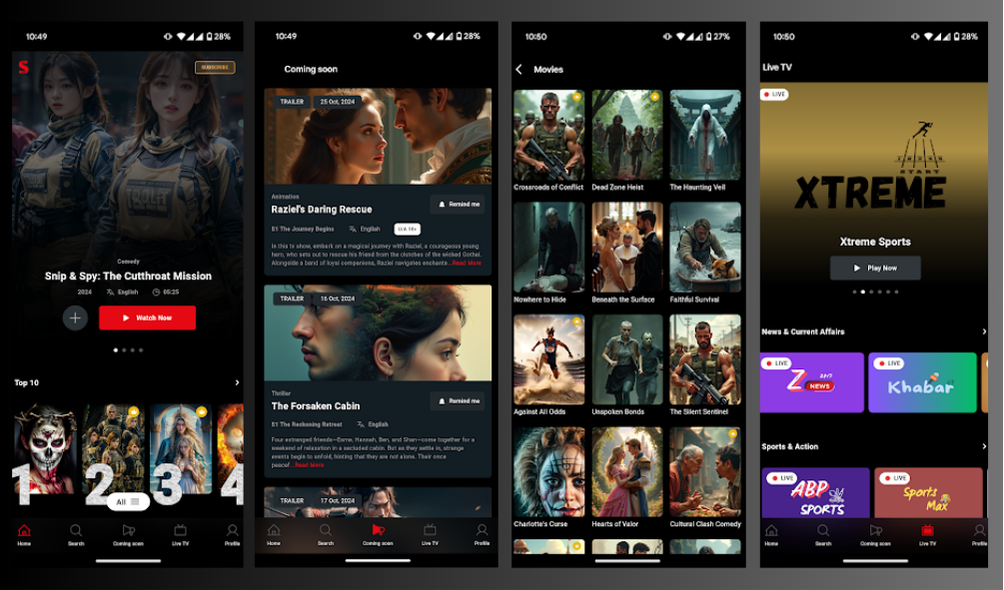 10:49
28%
S
SUBSCRIBE
Comedy
Snip & Spy: The Cutthroat Mission
2024
English
05:25
Watch Now
Top 10
1
2
3
4
All
Home
Search
Coming soon
Live TV
Profile
10:49
28%
Coming soon
TRAILER
25 Oct, 2024
Animation
Raziel's Daring Rescue
Remind me
S1 The Journey Begins
English
In this tv show, embark on a magical journey with Raziel, a courageous young
hero, who sets out to rescue his friend from the clutches of the wicked Gothel.
Alongside a band of loyal companions, Raziel navigates enchante...Read More
TRAILER
16 Oct, 2024
Thriller
The Forsaken Cabin
Remind me
S1 The Reckoning Retreat
English
Four estranged friends—Esme, Hannah, Ben, and Shan—come together for a
weekend of relaxation in a secluded cabin. But as they settle in, strange
events begin to unfold, hinting that they are not alone. Their once
peacef...Read More
TRAILER
17 Oct, 2024
Home
Search
Coming soon
Live TV
Profile
10:50
27%
Movies
Crossroads of Conflict
Dead Zone Heist
The Haunting Veil
Nowhere to Hide
Beneath the Surface
Faithful Survival
Against All Odds
Unspoken Bonds
The Silent Sentinel
Charlotte's Curse
Hearts of Valor
Cultural Clash Comedy
10:50
28%
Live TV
LIVE
START
XTREME
Xtreme Sports
Play Now
News & Current Affairs
LIVE
Z 24/7
NEWS
LIVE
Khabar
Sports & Action
LIVE
ABP
SPORTS
LIVE
Sports
Max
Home
Search
Coming soon
Live TV
Profile